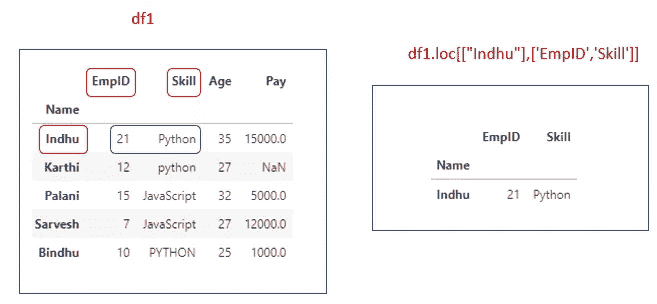 df1
EmpID Skill Age Pay
Name
Indhu 21 Python 35 15000.0
Karthi 12 python 27 NaN
Palani 15 JavaScript 32 5000.0
Sarvesh 7 JavaScript 27 12000.0
Bindhu 10 PYTHON 25 1000.0
df1.loc{["Indhu"],['EmpID','Skill']]
EmpID Skill
Name
Indhu 21 Python